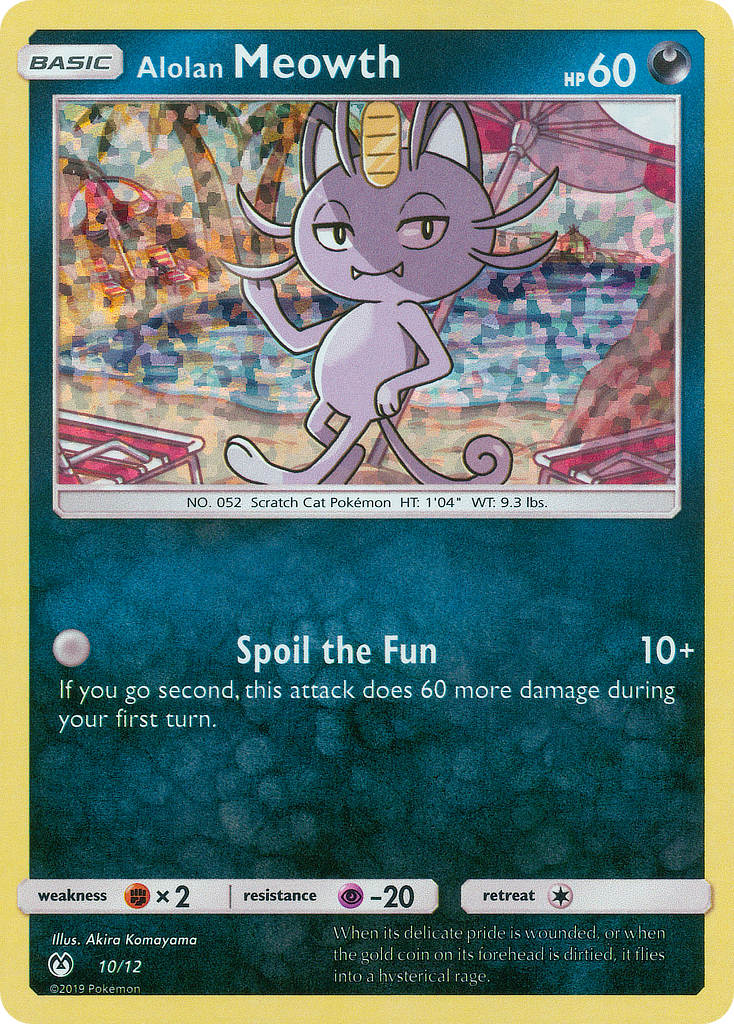 BASIC Alolan Meowth HP60
NO. 052 Scratch Cat Pokémon HT: 1'04" WT: 9.3 lbs.
Spoil the Fun 10+
If you go second, this attack does 60 more damage during
your first turn.
weakness ×2 resistance -20 retreat
Illus. Akira Komayama
10/12
©2019 Pokémon
When its delicate pride is wounded, or when
the gold coin on its forehead is dirtied, it flies
into a hysterical rage.